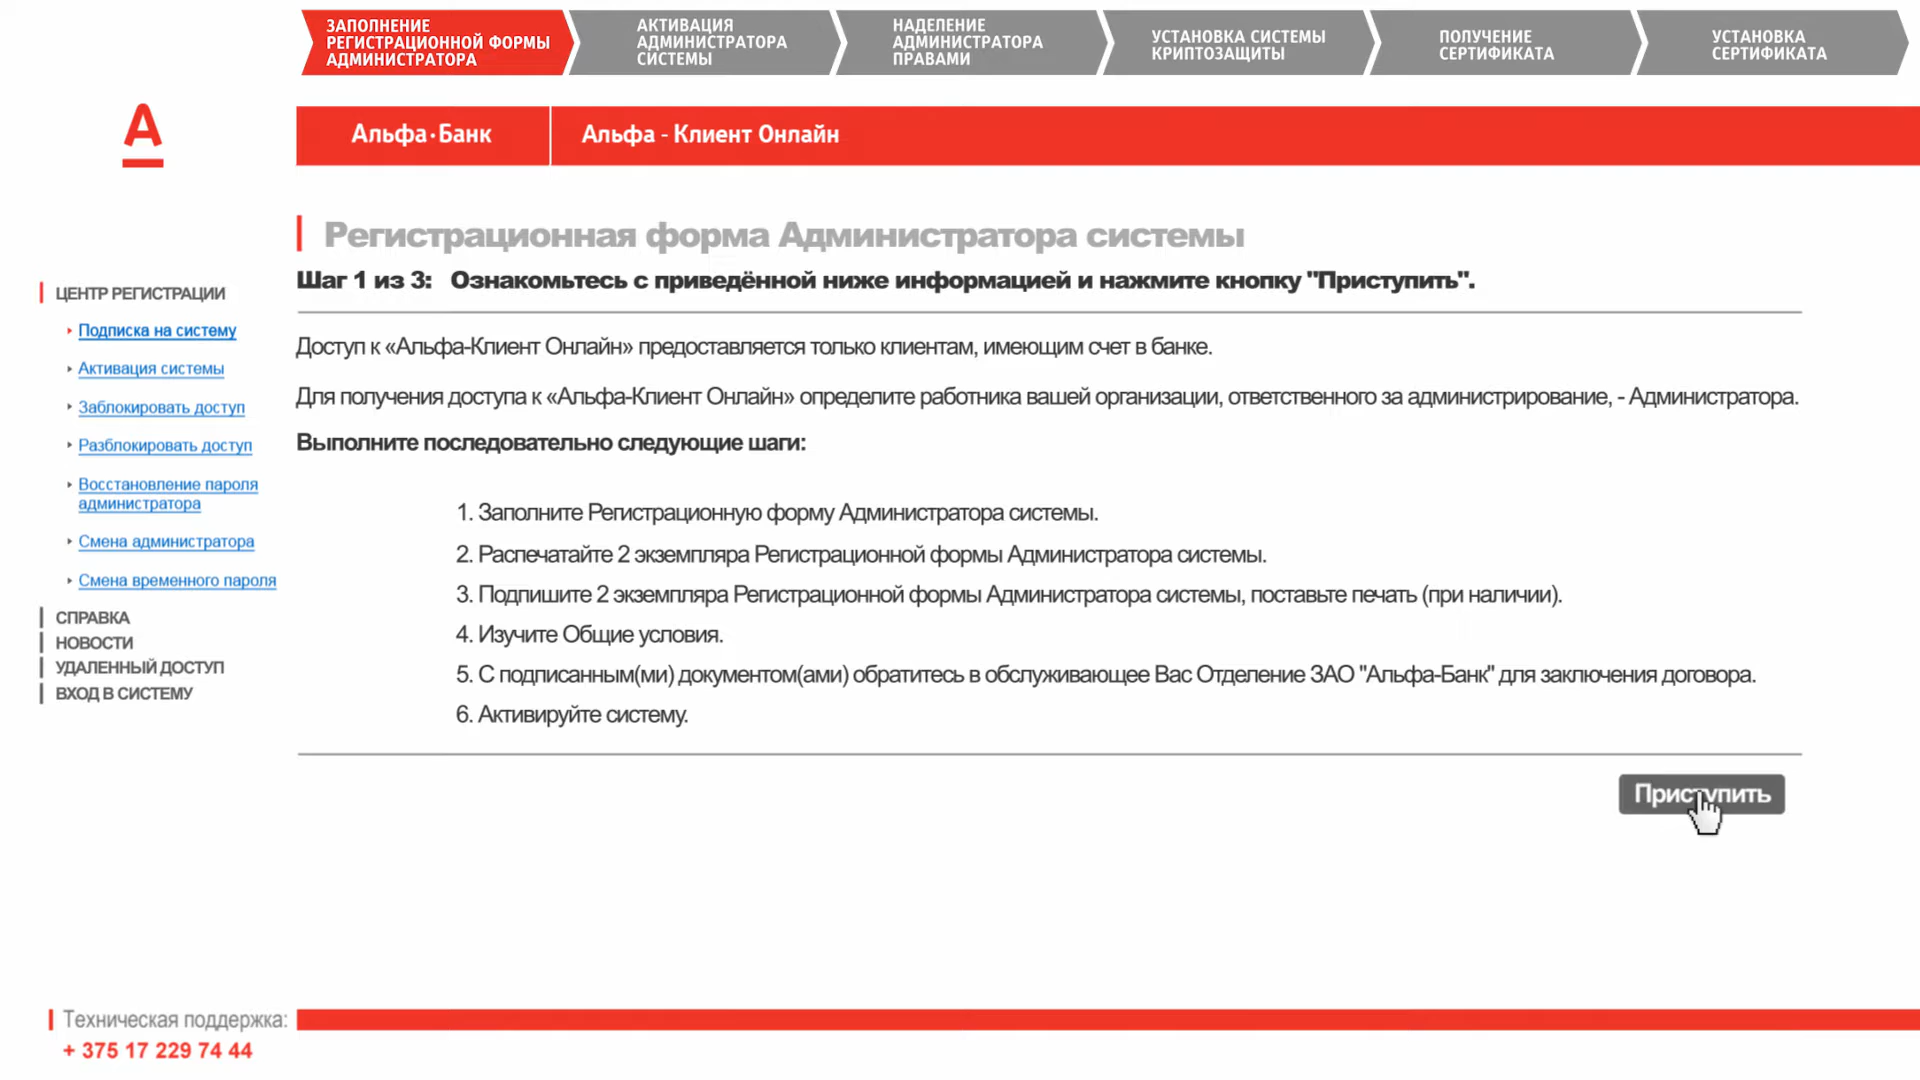 ЗАПОЛНЕНИЕ
РЕГИСТРАЦИОННОЙ ФОРМЫ
АДМИНИСТРАТОРА
АКТИВАЦИЯ
АДМИНИСТРАТОРА
СИСТЕМЫ
НАДЕЛЕНИЕ
АДМИНИСТРАТОРА
ПРАВАМИ
УСТАНОВКА СИСТЕМЫ
КРИПТОЗАЩИТЫ
ПОЛУЧЕНИЕ
СЕРТИФИКАТА
УСТАНОВКА
СЕРТИФИКАТА
А
Альфа·Банк
Альфа - Клиент Онлайн
Регистрационная форма Администратора системы
Шаг 1 из 3: Ознакомьтесь с приведённой ниже информацией и нажмите кнопку "Приступить".
ЦЕНТР РЕГИСТРАЦИИ
Подписка на систему
Активация системы
Заблокировать доступ
Разблокировать доступ
Восстановление пароля
администратора
Смена администратора
Смена временного пароля
СПРАВКА
НОВОСТИ
УДАЛЕННЫЙ ДОСТУП
ВХОД В СИСТЕМУ
Доступ к «Альфа-Клиент Онлайн» предоставляется только клиентам, имеющим счет в банке.
Для получения доступа к «Альфа-Клиент Онлайн» определите работника вашей организации, ответственного за администрирование, - Администратора.
Выполните последовательно следующие шаги:
1. Заполните Регистрационную форму Администратора системы.
2. Распечатайте 2 экземпляра Регистрационной формы Администратора системы.
3. Подпишите 2 экземпляра Регистрационной формы Администратора системы, поставьте печать (при наличии).
4. Изучите Общие условия.
5. С подписанным(ми) документом(ами) обратитесь в обслуживающее Вас Отделение ЗАО "Альфа-Банк" для заключения договора.
6. Активируйте систему.
Приступить
Техническая поддержка:
+ 375 17 229 74 44